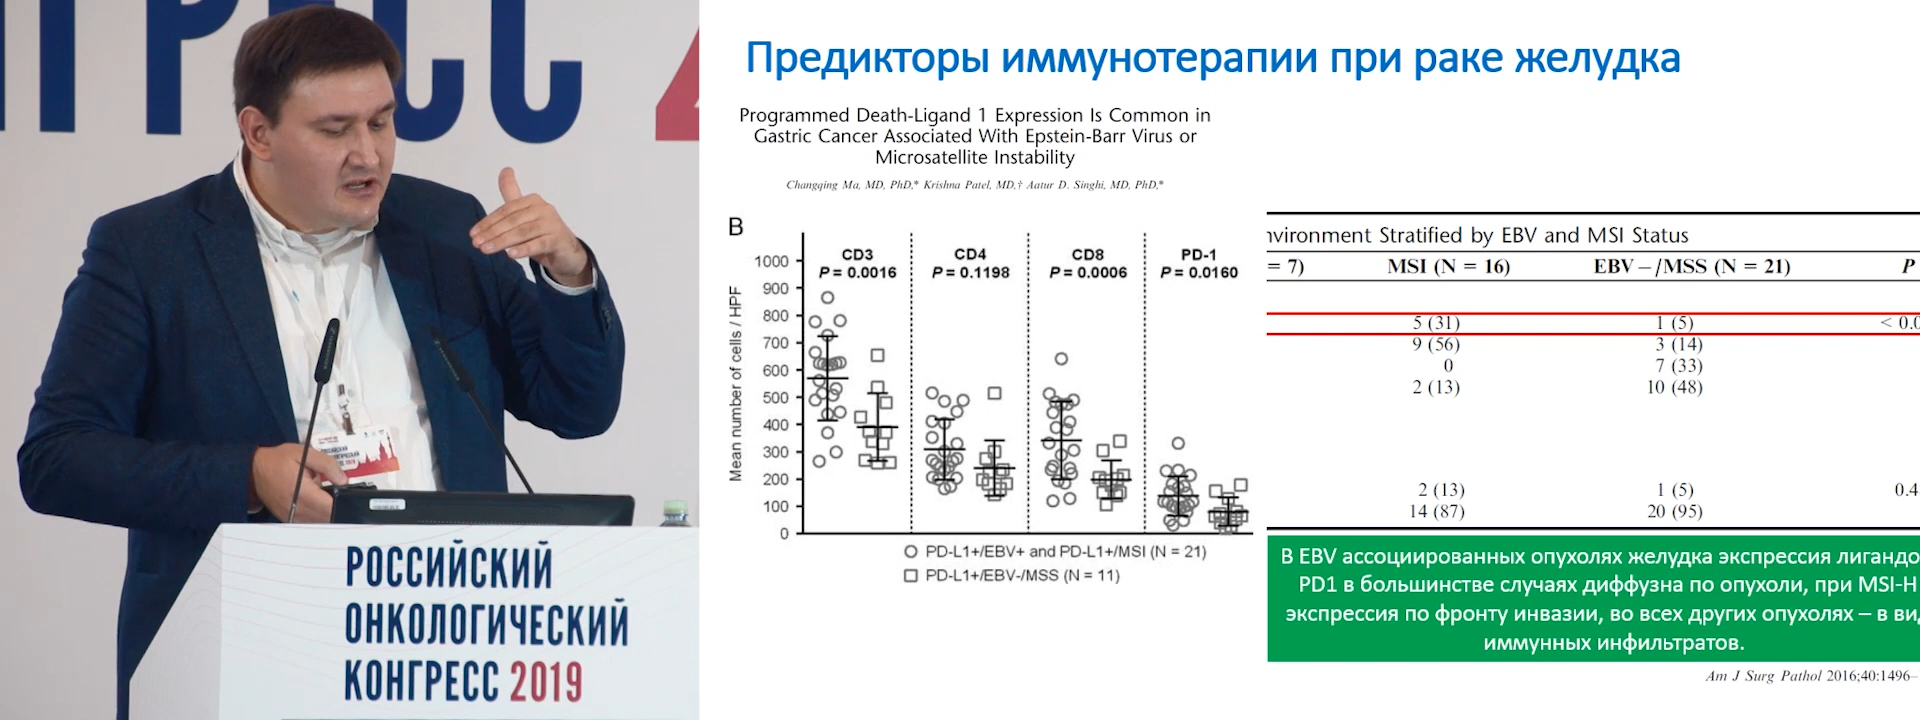 РЕСС 2
РОССИЙСКИЙ
ОНКОЛОГИЧЕСКИЙ
КОНГРЕСС 2019
Предикторы иммунотерапии при раке желудка
Programmed Death-Ligand 1 Expression Is Common in
Gastric Cancer Associated With Epstein-Barr Virus or
Microsatellite Instability
Changqing Ma, MD, PhD,* Krishna Patel, MD,† Aatur D. Singhi, MD, PhD,*
B
CD3 CD4 CD8 PD-1
P = 0.0016 P = 0.1198 P = 0.0006 P = 0.0160
Mean number of cells / HPF
1000
900
800
700
600
500
400
300
200
100
0
PD-L1+/EBV+ and PD-L1+/MSI (N = 21)
PD-L1+/EBV-/MSS (N = 11)
nvironment Stratified by EBV and MSI Status
= 7) MSI (N = 16) EBV – /MSS (N = 21) P
5 (31) 1 (5) < 0.0
9 (56) 3 (14)
0 7 (33)
2 (13) 10 (48)
2 (13) 1 (5) 0.4
14 (87) 20 (95)
В EBV ассоциированных опухолях желудка экспрессия лигандо
PD1 в большинстве случаях диффузна по опухоли, при MSI-H
экспрессия по фронту инвазии, во всех других опухолях – в ви
иммунных инфильтратов.
Am J Surg Pathol 2016;40:1496–